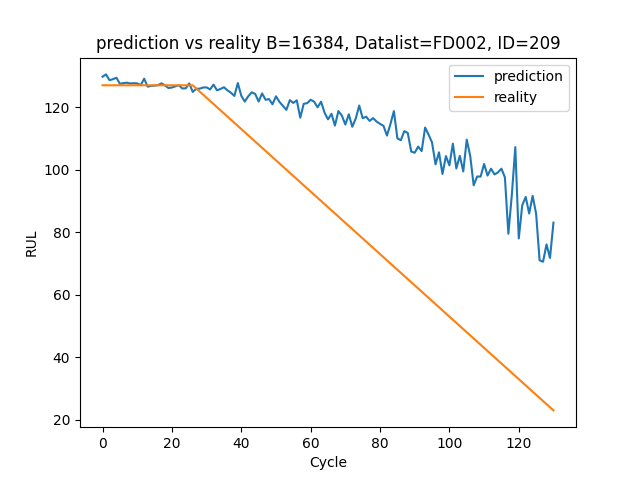 prediction vs reality B=16384, Datalist=FD002, ID=209
prediction
reality
RUL
120
100
80
60
40
20
0 20 40 60 80 100 120
Cycle